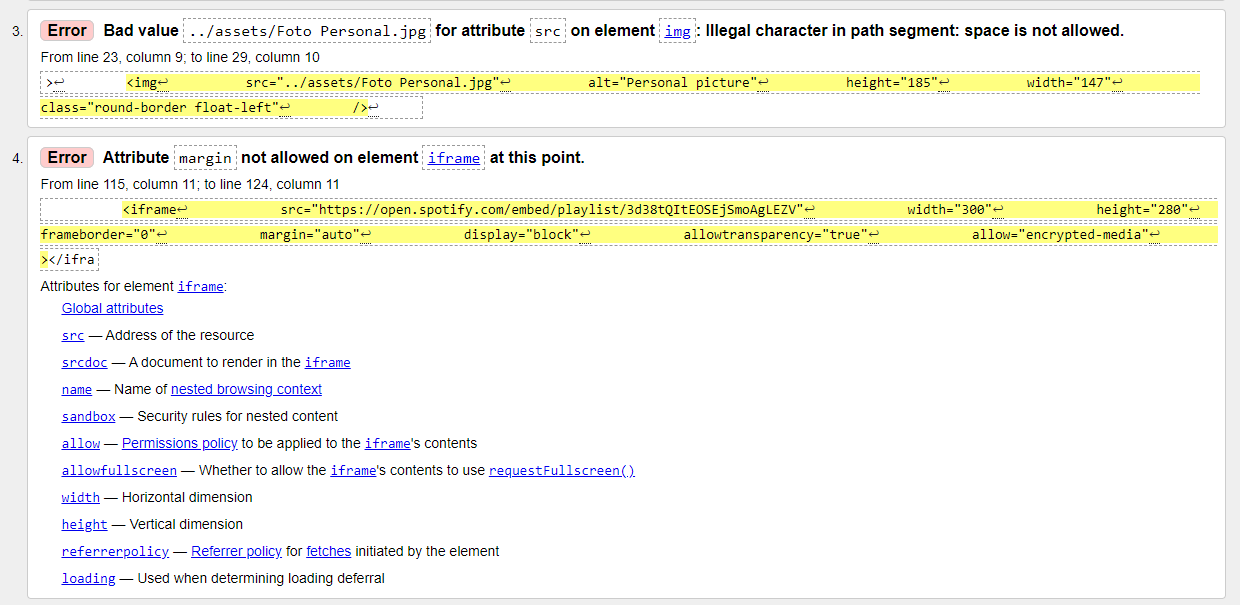 3. Error Bad value ../assets/Foto Personal.jpg for attribute src on element img: Illegal character in path segment: space is not allowed.
From line 23, column 9; to line 29, column 10
>↩ <img↩ src="../assets/Foto Personal.jpg"↩ alt="Personal picture"↩ height="185"↩ width="147"↩
class="round-border float-left"↩ />↩
4. Error Attribute margin not allowed on element iframe at this point.
From line 115, column 11; to line 124, column 11
<iframe↩ src="https://open.spotify.com/embed/playlist/3d38tQItEOSEjSmoAgLEZV"↩ width="300"↩ height="280"↩
frameborder="0"↩ margin="auto"↩ display="block"↩ allowtransparency="true"↩ allow="encrypted-media"↩
></ifra
Attributes for element iframe:
Global attributes
src — Address of the resource
srcdoc — A document to render in the iframe
name — Name of nested browsing context
sandbox — Security rules for nested content
allow — Permissions policy to be applied to the iframe's contents
allowfullscreen — Whether to allow the iframe's contents to use requestFullscreen()
width — Horizontal dimension
height — Vertical dimension
referrerpolicy — Referrer policy for fetches initiated by the element
loading — Used when determining loading deferral